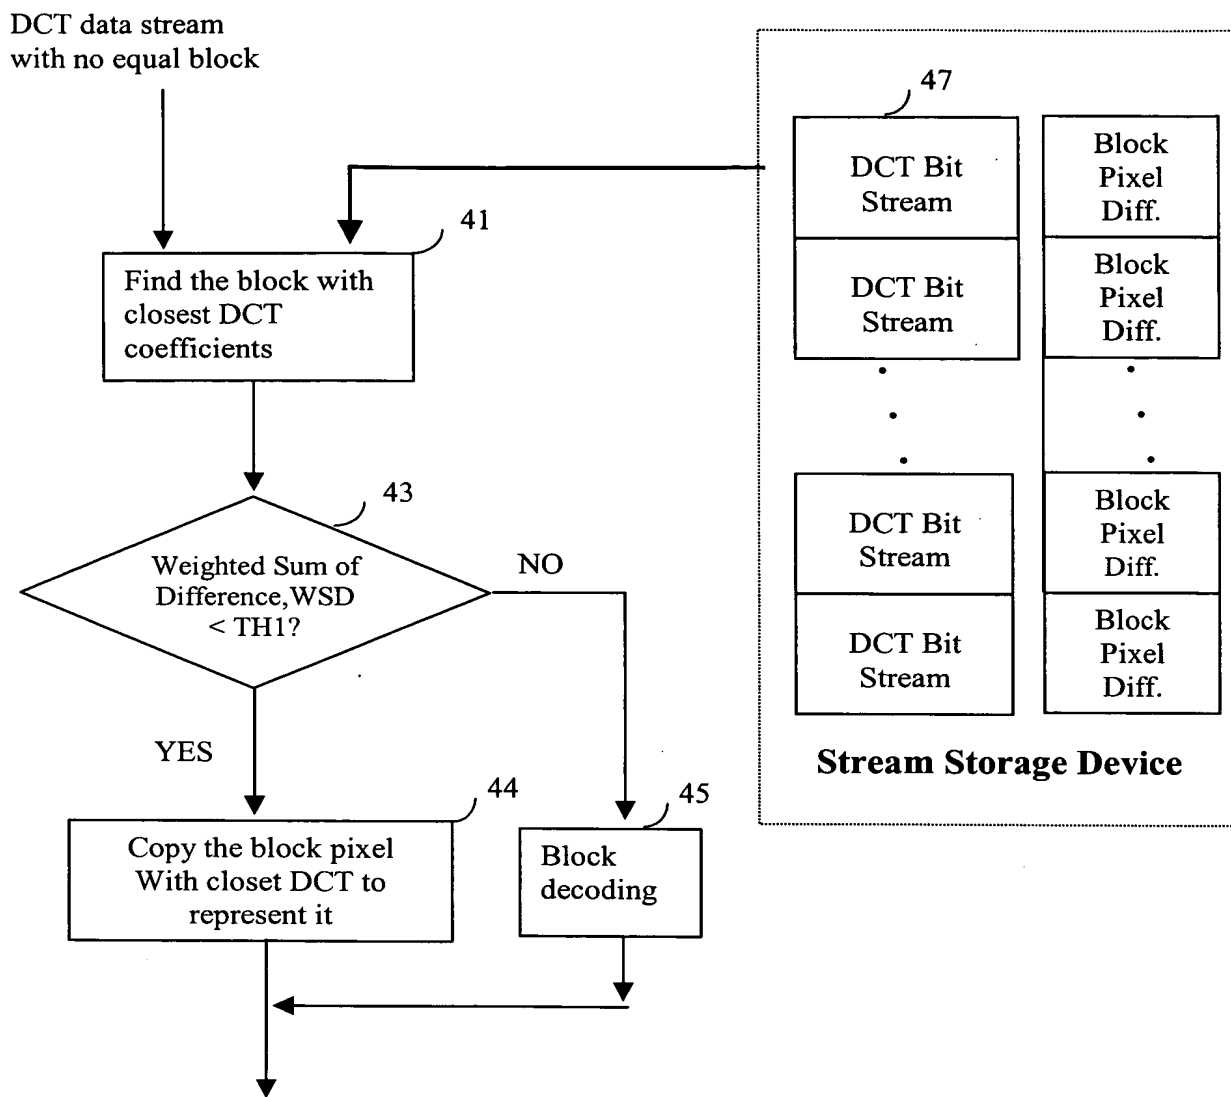 DCT data stream
with no equal block
47
DCT Bit
Stream
Block
Pixel
Diff.
DCT Bit
Stream
Block
Pixel
Diff.
41
Find the block with
closest DCT
coefficients
43
Weighted Sum of
Difference,WSD
< TH1?
NO
DCT Bit
Stream
Block
Pixel
Diff.
DCT Bit
Stream
Block
Pixel
Diff.
YES
Stream Storage Device
44
Copy the block pixel
With closet DCT to
represent it
45
Block
decoding